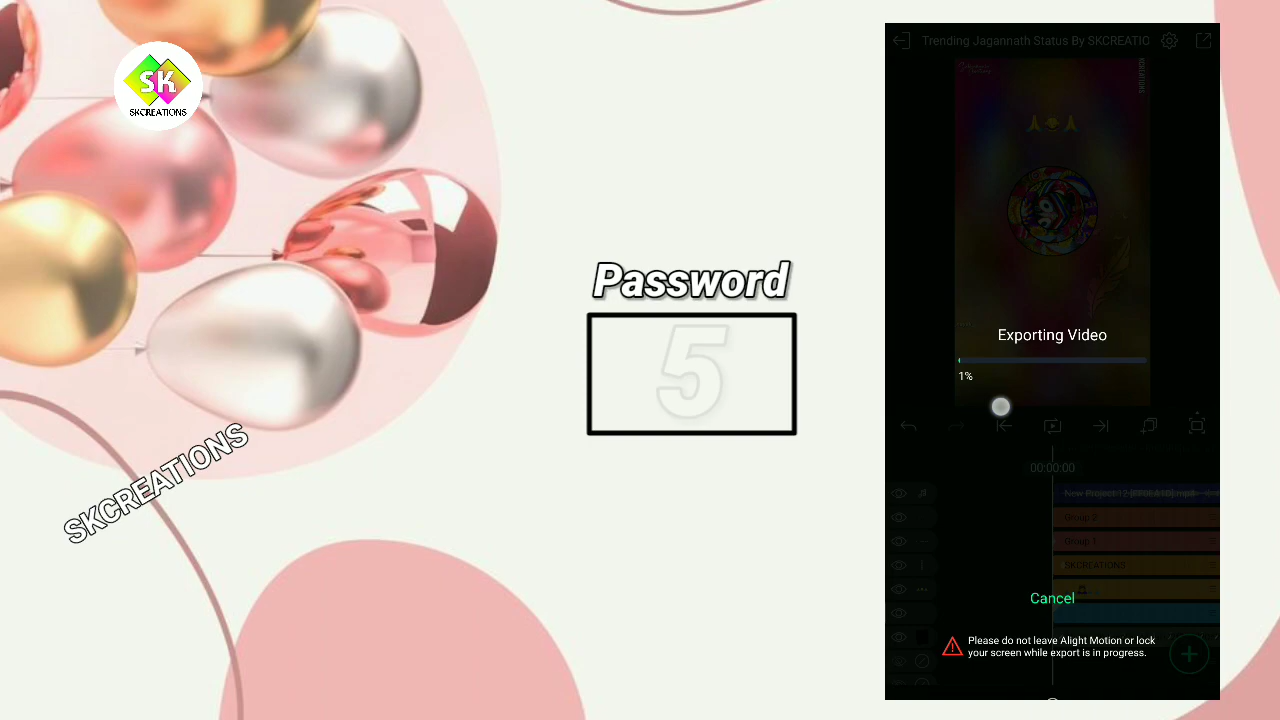 SK
SKCREATIONS
SKCREATIONS
Password
5
Trending Jagannath Status By SKCREATIO
Exporting Video
1%
00:00:00
Group 2
Group 1
SKCREATIONS
Cancel
Please do not leave Alight Motion or lock
your screen while export is in progress.